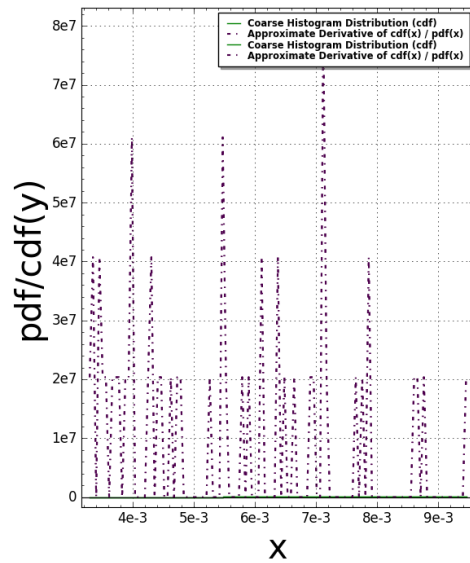 8e7
7e7
6e7
5e7
4e7
3e7
2e7
1e7
0
pdf/cdf(y)
Coarse Histogram Distribution (cdf)
Approximate Derivative of cdf(x) / pdf(x)
Coarse Histogram Distribution (cdf)
Approximate Derivative of cdf(x) / pdf(x)
4e-3 5e-3 6e-3 7e-3 8e-3 9e-3
x